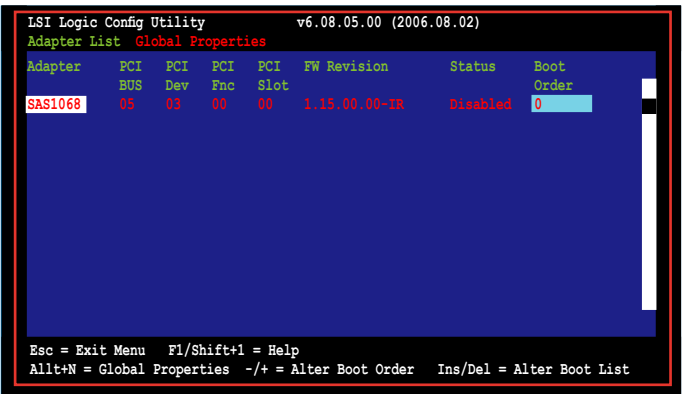 LSI Logic Config Utility v6.08.05.00 (2006.08.02)
Adapter List Global Properties
Adapter PCI PCI PCI PCI FW Revision Status Boot
BUS Dev Fnc Slot Order
SAS1068 05 03 00 00 1.15.00.00-IR Disabled 0
Esc = Exit Menu F1/Shift+1 = Help
Allt+N = Global Properties -/+ = Alter Boot Order Ins/Del = Alter Boot List